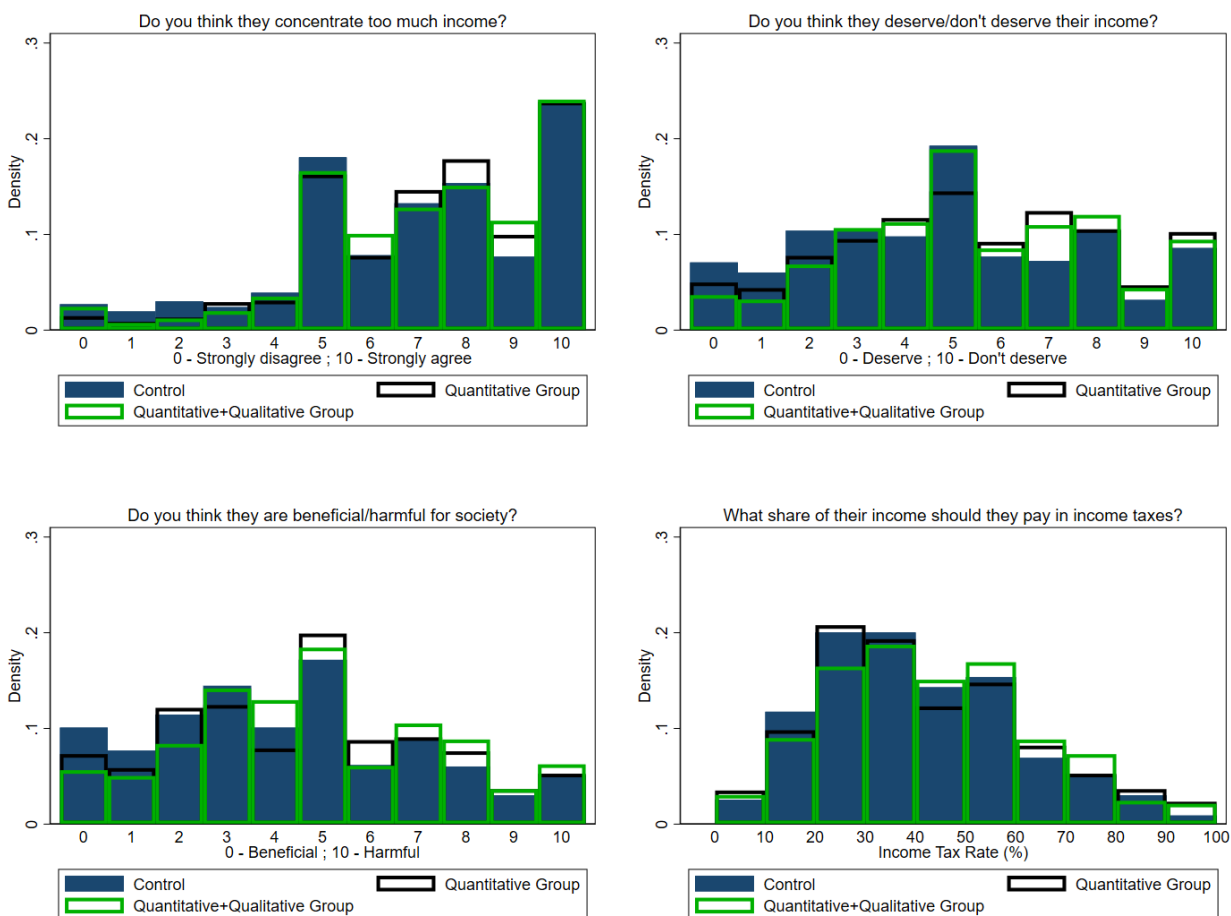 Do you think they concentrate too much income?
Density
.3
.2
.1
0
0 1 2 3 4 5 6 7 8 9 10
0 - Strongly disagree ; 10 - Strongly agree
Control
Quantitative Group
Quantitative+Qualitative Group
Do you think they deserve/don't deserve their income?
Density
.3
.2
.1
0
0 1 2 3 4 5 6 7 8 9 10
0 - Deserve ; 10 - Don't deserve
Control
Quantitative Group
Quantitative+Qualitative Group
Do you think they are beneficial/harmful for society?
Density
.3
.2
.1
0
0 1 2 3 4 5 6 7 8 9 10
0 - Beneficial ; 10 - Harmful
Control
Quantitative Group
Quantitative+Qualitative Group
What share of their income should they pay in income taxes?
Density
.3
.2
.1
0
0 10 20 30 40 50 60 70 80 90 100
Income Tax Rate (%)
Control
Quantitative Group
Quantitative+Qualitative Group